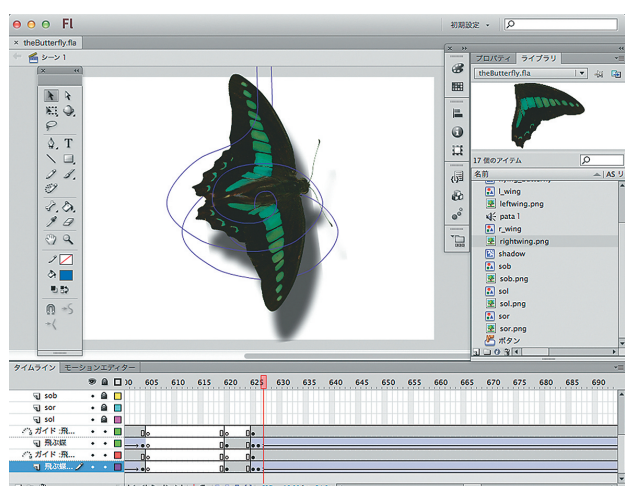 Fl
初期設定
theButterfly.fla
シーン 1
プロパティ ライブラリ
theButterfly.fla
17 個のアイテム
名前 AS リ
l_wing
leftwing.png
pata 1
r_wing
rightwing.png
shadow
sob
sob.png
sol
sol.png
sor
sor.png
ボタン
T
タイムライン モーションエディター
605 610 615 620 625 630 635 640 645 650 655 660 665 670 675 680 685 690
sob
sor
sol
ガイド :飛...
飛ぶ蝶
ガイド :飛...
飛ぶ蝶...